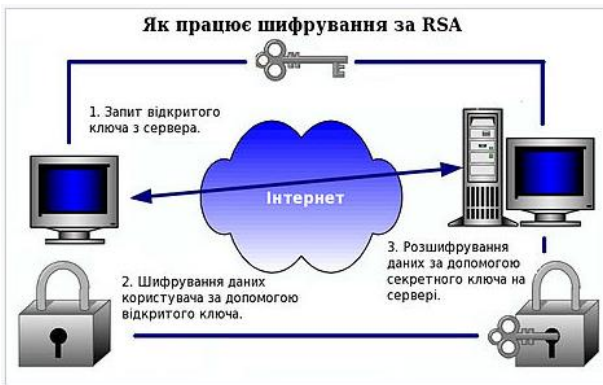 Як працює шифрування за RSA
1. Запит відкритого
ключа з сервера.
Інтернет
2. Шифрування даних
користувача за допомогою
відкритого ключа.
3. Розшифрування
даних за допомогою
секретного ключа на
сервері.